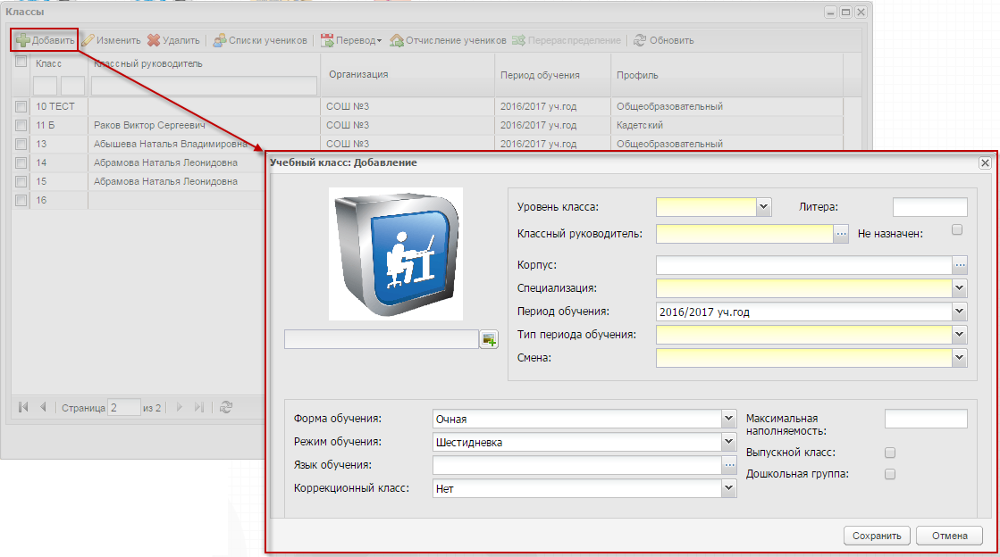 Классы
Добавить Изменить Удалить Списки учеников Перевод Отчисление учеников Перераспределение Обновить
Класс Классный руководитель Организация Период обучения Профиль
10 ТЕСТ СОШ №3 2016/2017 уч.год Общеобразовательный
11 Б Раков Виктор Сергеевич СОШ №3 2016/2017 уч.год Кадетский
13 Абышева Наталья Владимировна СОШ №3 2016/2017 уч.год Общеобразовательный
14 Абрамова Наталья Леонидовна
15 Абрамова Наталья Леонидовна
16
Страница 2 из 2
Учебный класс: Добавление
Уровень класса: Литера:
Классный руководитель: ... Не назначен:
Корпус: ...
Специализация:
Период обучения: 2016/2017 уч.год
Тип периода обучения:
Смена:
Форма обучения: Очная
Режим обучения: Шестидневка
Язык обучения: ...
Коррекционный класс: Нет
Максимальная
наполняемость:
Выпускной класс:
Дошкольная группа:
Сохранить Отмена